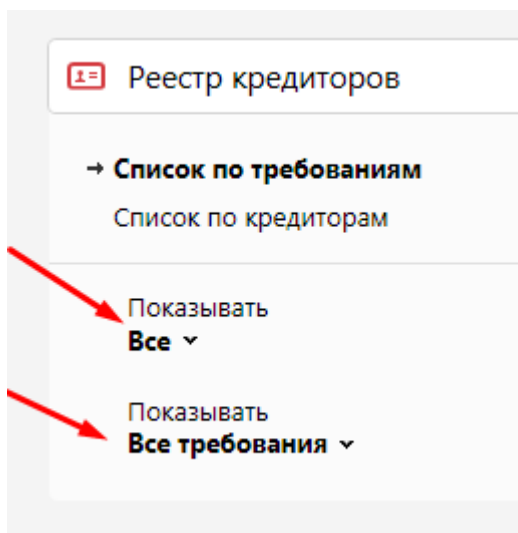 Реестр кредиторов
Список по требованиям
Список по кредиторам
Показывать
Все
Показывать
Все требования